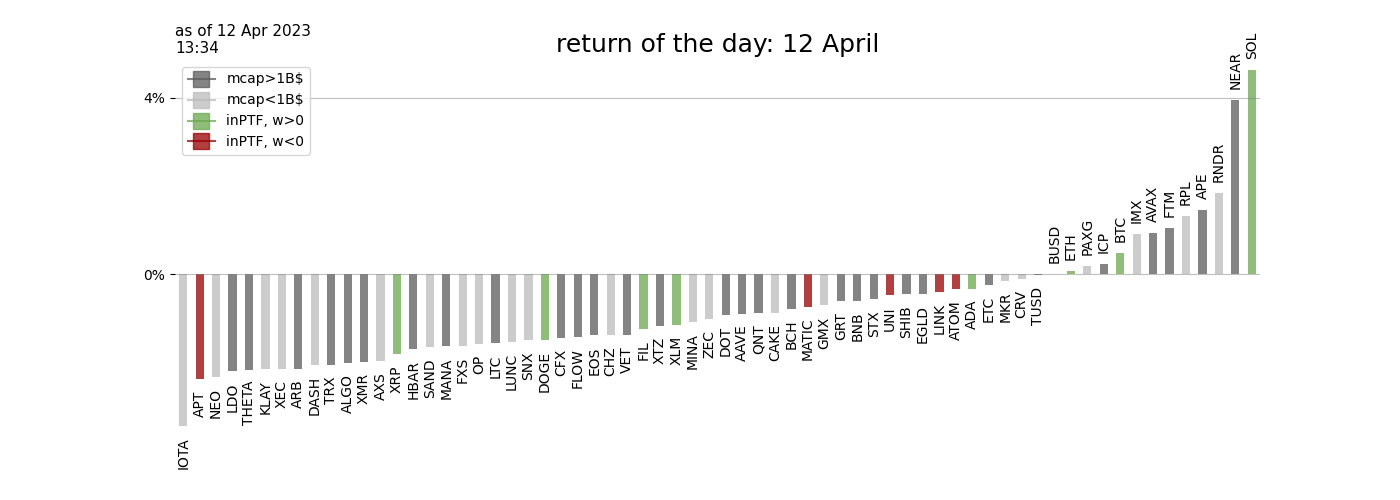 as of 12 Apr 2023
13:34
return of the day: 12 April
mcap>1B$
mcap<1B$
inPTF, w>0
inPTF, w<0
4%
0%
IOTA
APT
NEO
LDO
THETA
KLAY
XEC
ARB
DASH
TRX
ALGO
XMR
AXS
XRP
HBAR
SAND
MANA
FXS
OP
LTC
LUNC
SNX
DOGE
CFX
FLOW
EOS
CHZ
VET
FIL
XTZ
XLM
MINA
ZEC
DOT
AAVE
QNT
CAKE
BCH
MATIC
GMX
GRT
BNB
STX
UNI
SHIB
EGLD
LINK
ATOM
ADA
ETC
MKR
CRV
TUSD
BUSD
ETH
PAXG
ICP
BTC
IMX
AVAX
FTM
RPL
APE
RNDR
NEAR
SOL